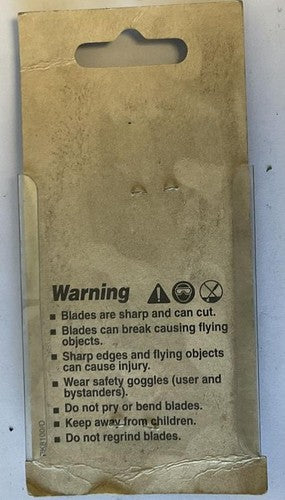 Warning
▪ Blades are sharp and can cut.
▪ Blades can break causing flying
objects.
▪ Sharp edges and flying objects
can cause injury.
▪ Wear safety goggles (user and
bystanders).
▪ Do not pry or bend blades.
▪ Keep away from children.
▪ Do not regrind blades.